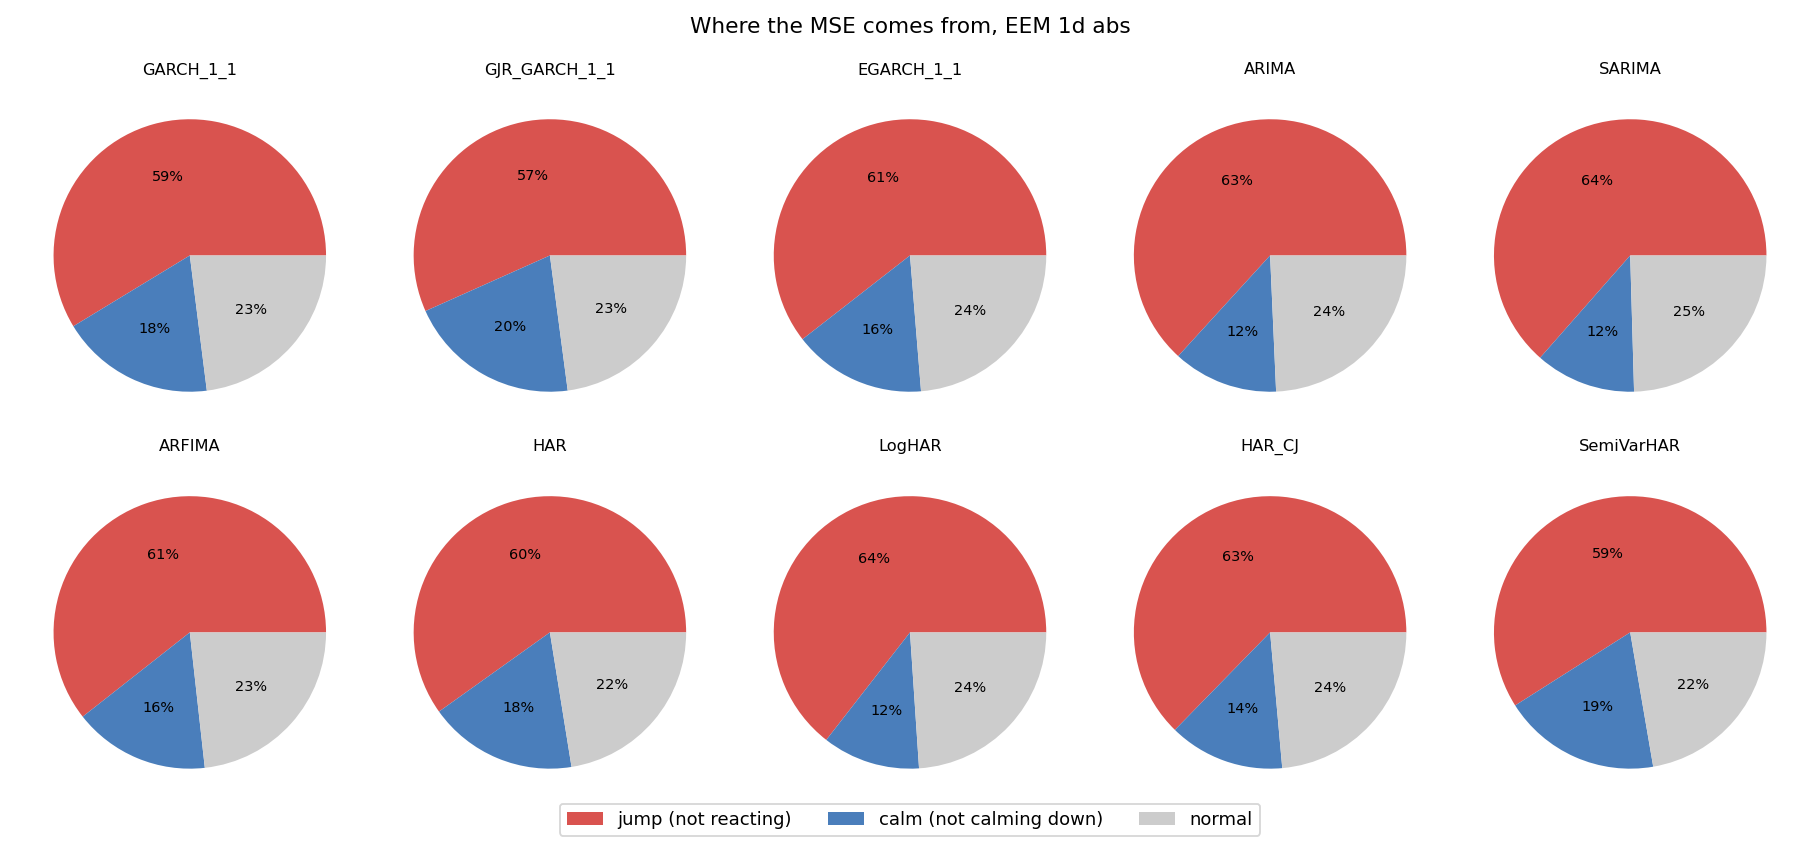 Where the MSE comes from, EEM 1d abs
GARCH_1_1
59%
18%
23%
GJR_GARCH_1_1
57%
20%
23%
EGARCH_1_1
61%
16%
24%
ARIMA
63%
12%
24%
SARIMA
64%
12%
25%
ARFIMA
61%
16%
23%
HAR
60%
18%
22%
LogHAR
64%
12%
24%
HAR_CJ
63%
14%
24%
SemiVarHAR
59%
19%
22%
jump (not reacting)
calm (not calming down)
normal